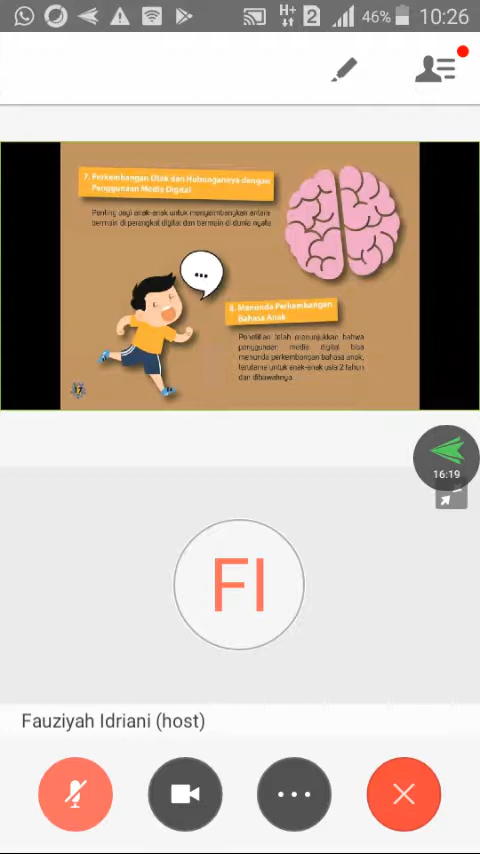 H+ 2 46% 10:26
7. Perkembangan Otak dan Hubungannya dengan
Penggunaan Media Digital
Penting bagi anak-anak untuk menyeimbangkan antara
bermain di perangkat digital dan bermain di dunia nyata
...
8. Menunda Perkembangan
Bahasa Anak
Penelitian telah menunjukkan bahwa
penggunaan media digital bisa
menunda perkembangan bahasa anak,
terutama untuk anak-anak usia 2 tahun
dan dibawahnya.
17
16:19
FI
Fauziyah Idriani (host)